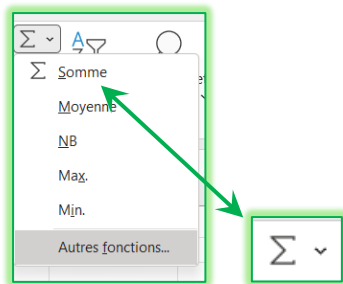 Σ
Σ Somme
Moyenne
NB
Max.
Min.
Autres fonctions...
Σ